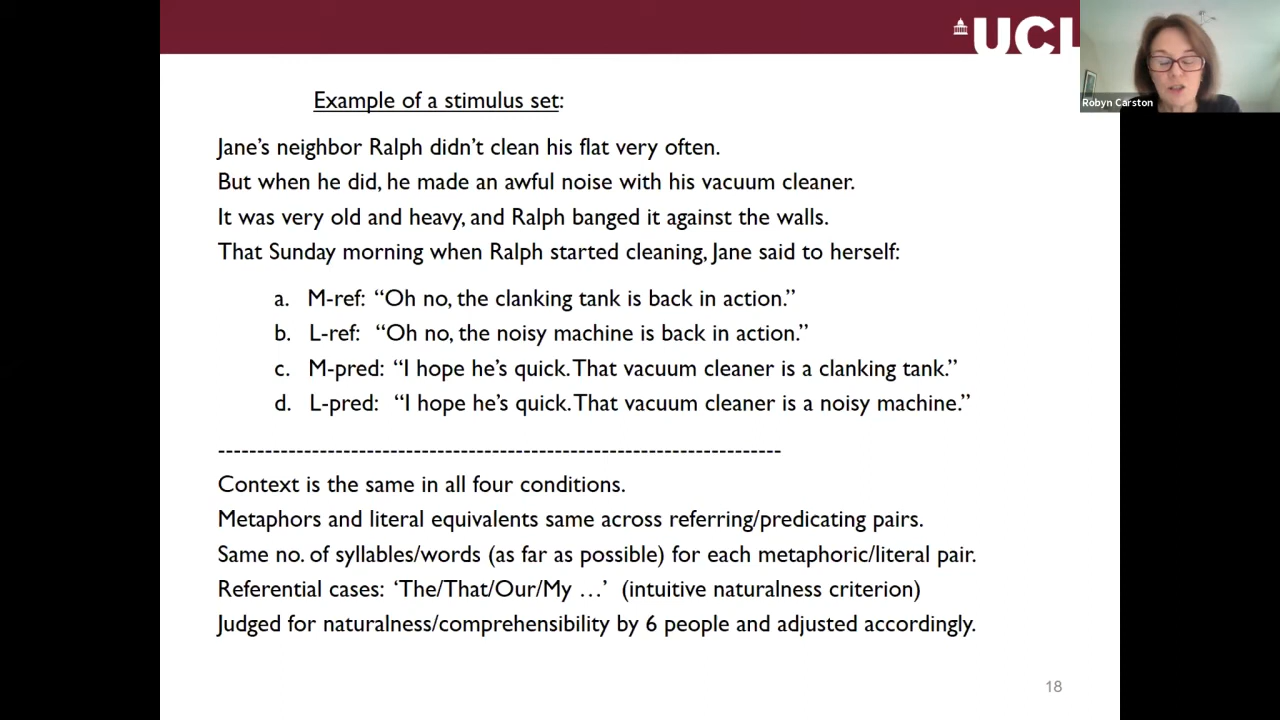 UCL
Robyn Carston
Example of a stimulus set:
Jane's neighbor Ralph didn't clean his flat very often.
But when he did, he made an awful noise with his vacuum cleaner.
It was very old and heavy, and Ralph banged it against the walls.
That Sunday morning when Ralph started cleaning, Jane said to herself:
a. M-ref: “Oh no, the clanking tank is back in action.”
b. L-ref: “Oh no, the noisy machine is back in action.”
c. M-pred: “I hope he's quick. That vacuum cleaner is a clanking tank.”
d. L-pred: “I hope he's quick. That vacuum cleaner is a noisy machine.”
------------------------------------------------------------------------
Context is the same in all four conditions.
Metaphors and literal equivalents same across referring/predicating pairs.
Same no. of syllables/words (as far as possible) for each metaphoric/literal pair.
Referential cases: ‘The/That/Our/My …’ (intuitive naturalness criterion)
Judged for naturalness/comprehensibility by 6 people and adjusted accordingly.
18